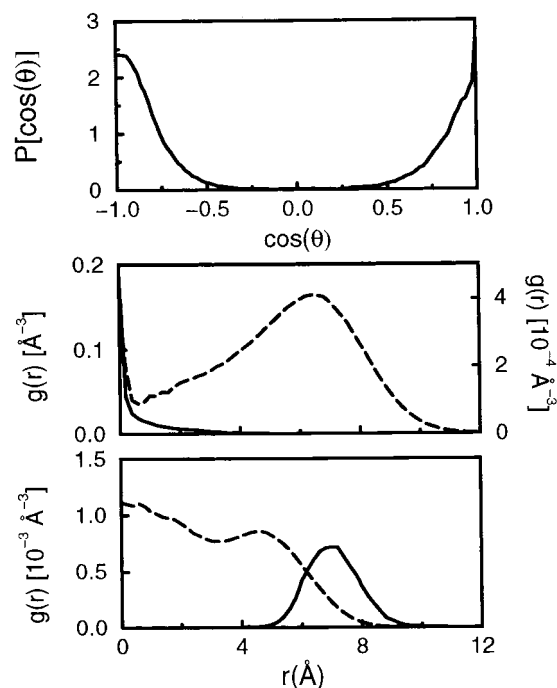 3
2
1
0
P[cos(θ)]
−1.0 −0.5 0.0 0.5 1.0
cos(θ)
0.2
0.1
0.0
g(r) [Å⁻³]
4
2
0
g(r) [10⁻⁴ Å⁻³]
1.5
1.0
0.5
0.0
g(r) [10⁻³ Å⁻³]
0 4 8 12
r(Å)